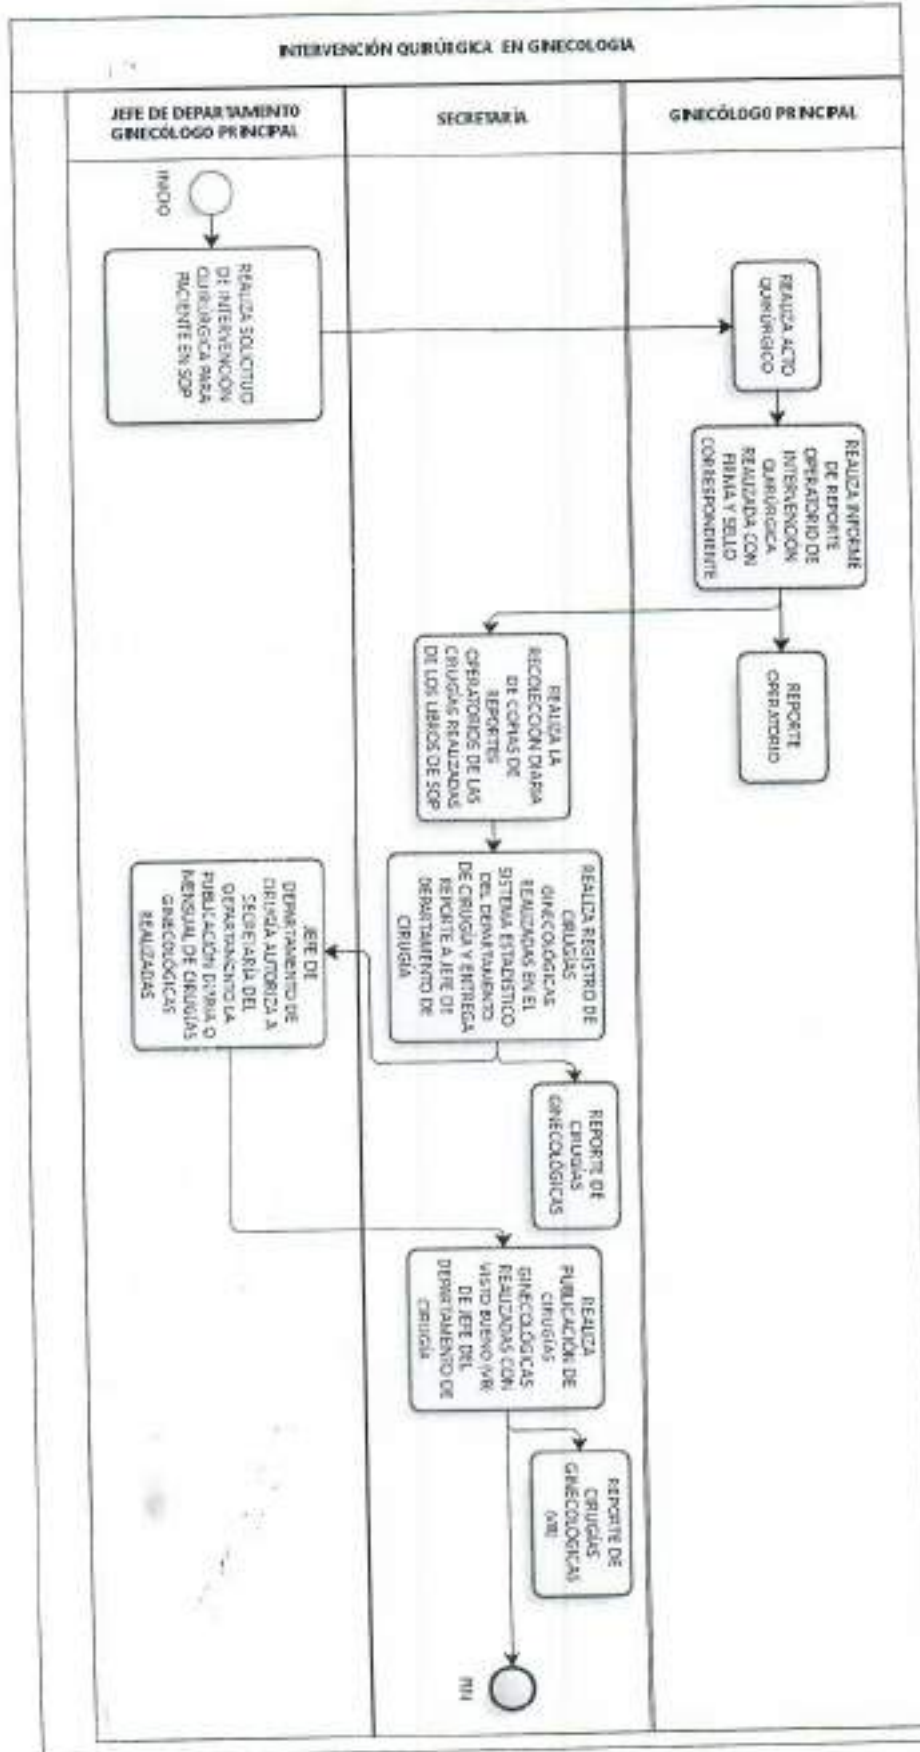 INTERVENCIÓN QUIRÚRGICA EN GINECOLOGIA
JEFE DE DEPARTAMENTO
GINECÓLOGO PRINCIPAL
SECRETARÍA
GINECÓLOGO PRINCIPAL
INICIO
REALIZA SOLICITUD
DE INTERVENCIÓN
QUIRÚRGICA PARA
PACIENTE EN SOP
REALIZA ACTO
QUIRÚRGICO
REALIZA INFORME
DE REPORTE
OPERATORIO DE
INTERVENCIÓN
QUIRÚRGICA
REALIZADA CON
FIRMA Y SELLO
CORRESPONDIENTE
REPORTE
OPERATORIO
REALIZA LA
RECOLECCION DIARIA
DE COPIAS DE
REPORTES
OPERATORIOS DE LAS
CIRUGÍAS REALIZADAS
DE LOS LIBROS DE SOP
REALIZA REGISTRO DE
CIRUGÍAS
GINECOLÓGICAS
REALIZADAS EN EL
SISTEMA ESTADISTICO
DEL DEPARTAMENTO
DE CIRUGÍA Y ENTREGA
REPORTE A JEFE DE
DEPARTAMENTO DE
CIRUGÍA
JEFE DE
DEPARTAMENTO DE
CIRUGÍA AUTORIZA A
SECRETARÍA DEL
DEPARTAMENTO LA
PUBLICACIÓN DIARIA O
MENSUAL DE CIRUGÍAS
GINECOLÓGICAS
REALIZADAS
REPORTE DE
CIRUGÍAS
GINECOLÓGICAS
REALIZA
PUBLICACIÓN DE
CIRUGÍAS
GINECOLÓGICAS
REALIZADAS CON
VISTO BUENO (VB)
DE JEFE DEL
DEPARTAMENTO DE
CIRUGÍA
REPORTE DE
CIRUGÍAS
GINECOLOGICAS
(VB)
FIN